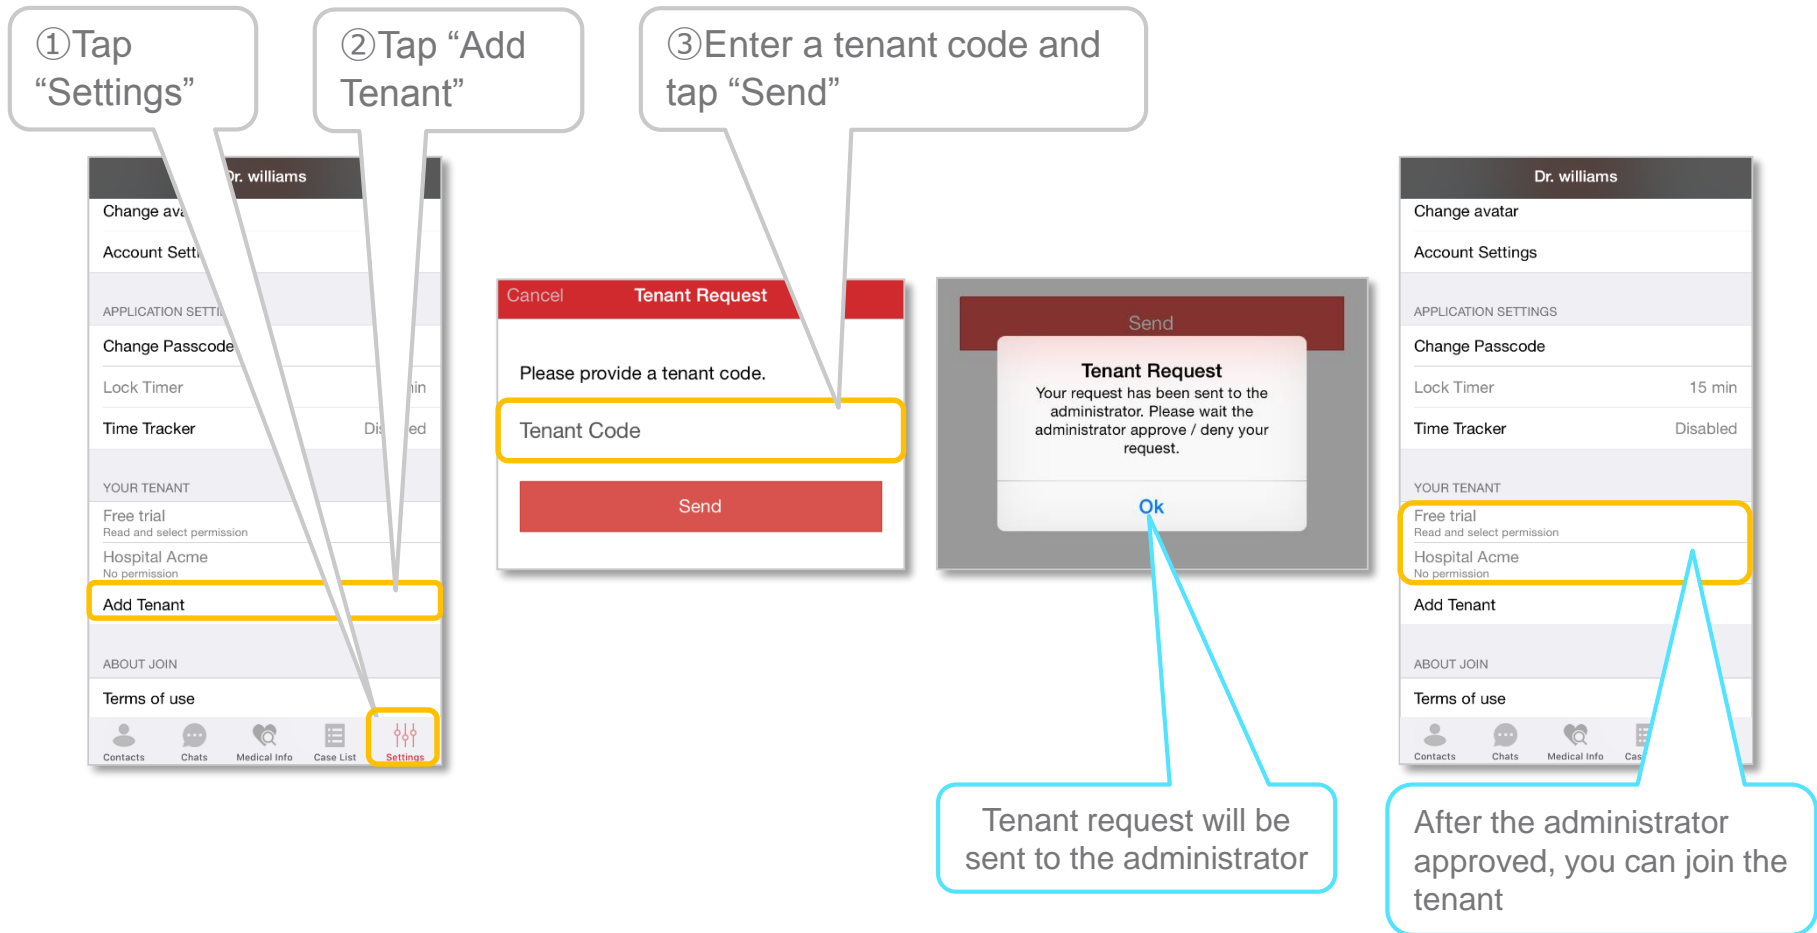 ①Tap
“Settings”
②Tap “Add
Tenant”
③Enter a tenant code and
tap “Send”
Dr. williams
Change
Account
APPLICATION
Change Passcode
Lock Timer
Time Tracker
YOUR TENANT
Free trial
Read and select permission
Hospital Acme
No permission
Add Tenant
ABOUT JOIN
Terms of use
Contacts Chats Medical Info Case List Settings
Cancel Tenant Request
Please provide a tenant code.
Tenant Code
Send
Send
Tenant Request
Your request has been sent to the
administrator. Please wait the
administrator approve / deny your
request.
Ok
Tenant request will be
sent to the administrator
Dr. williams
Change avatar
Account Settings
APPLICATION SETTINGS
Change Passcode
Lock Timer 15 min
Time Tracker Disabled
YOUR TENANT
Free trial
Read and select permission
Hospital Acme
No permission
Add Tenant
ABOUT JOIN
Terms of use
Contacts Chats Medical Info
After the administrator
approved, you can join the
tenant